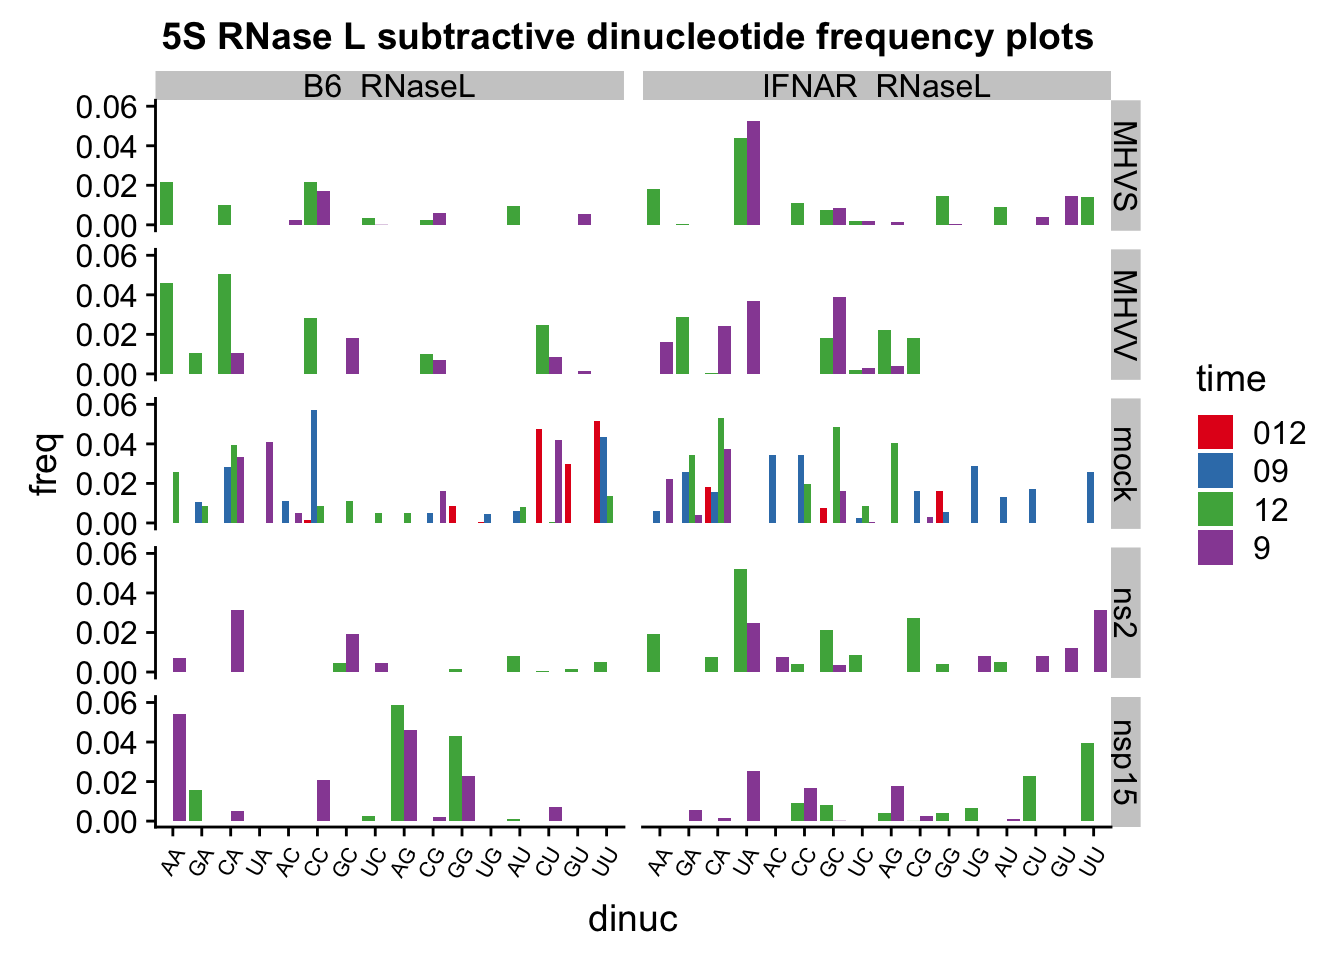 5S RNase L subtractive dinucleotide frequency plots
B6 RNaseL
IFNAR RNaseL
0.06
0.04
0.02
0.00
MHVS
0.06
0.04
0.02
0.00
MHVV
0.06
0.04
0.02
0.00
mock
0.06
0.04
0.02
0.00
ns2
0.06
0.04
0.02
0.00
nsp15
freq
AA GA CA UA AC CC GC UC AG CG GG UG AU CU GU UU
AA GA CA UA AC CC GC UC AG CG GG UG AU CU GU UU
dinuc
time
012
09
12
9